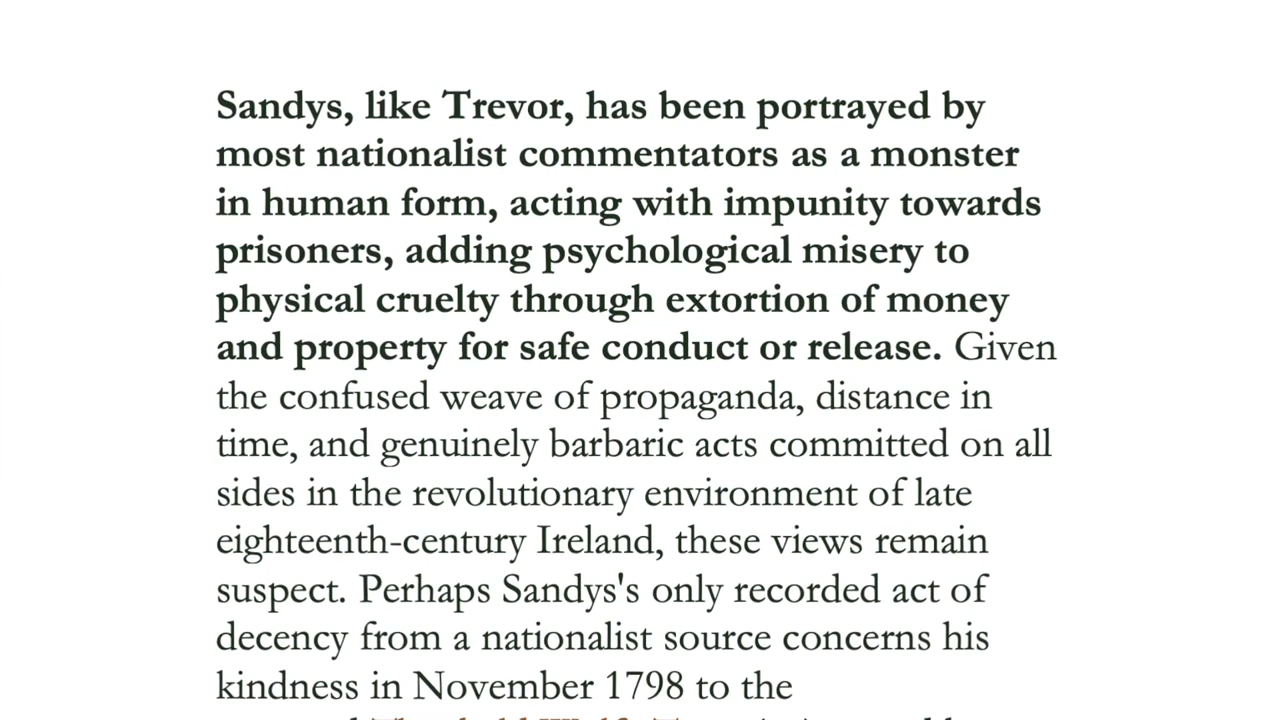 Sandys, like Trevor, has been portrayed by
most nationalist commentators as a monster
in human form, acting with impunity towards
prisoners, adding psychological misery to
physical cruelty through extortion of money
and property for safe conduct or release. Given
the confused weave of propaganda, distance in
time, and genuinely barbaric acts committed on all
sides in the revolutionary environment of late
eighteenth-century Ireland, these views remain
suspect. Perhaps Sandys's only recorded act of
decency from a nationalist source concerns his
kindness in November 1798 to the